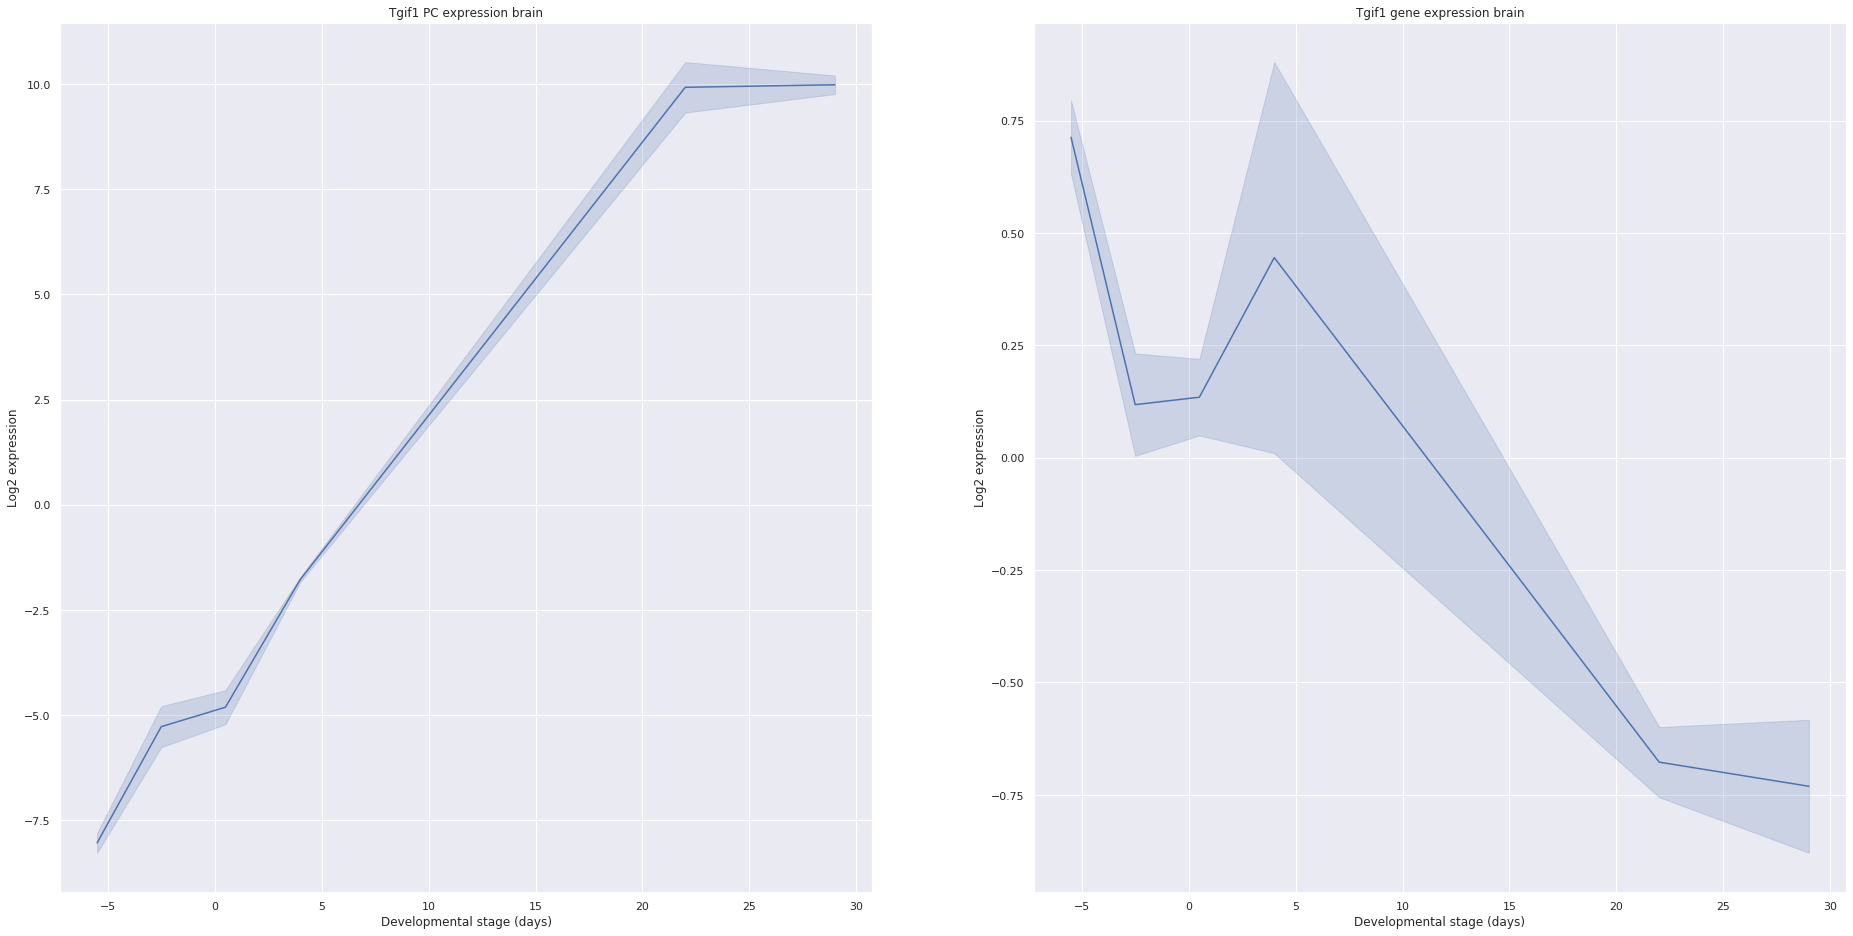 Tgif1 PC expression brain
Log2 expression
10.0
7.5
5.0
2.5
0.0
−2.5
−5.0
−7.5
−5 0 5 10 15 20 25 30
Developmental stage (days)
Tgif1 gene expression brain
Log2 expression
0.75
0.50
0.25
0.00
−0.25
−0.50
−0.75
−5 0 5 10 15 20 25 30
Developmental stage (days)